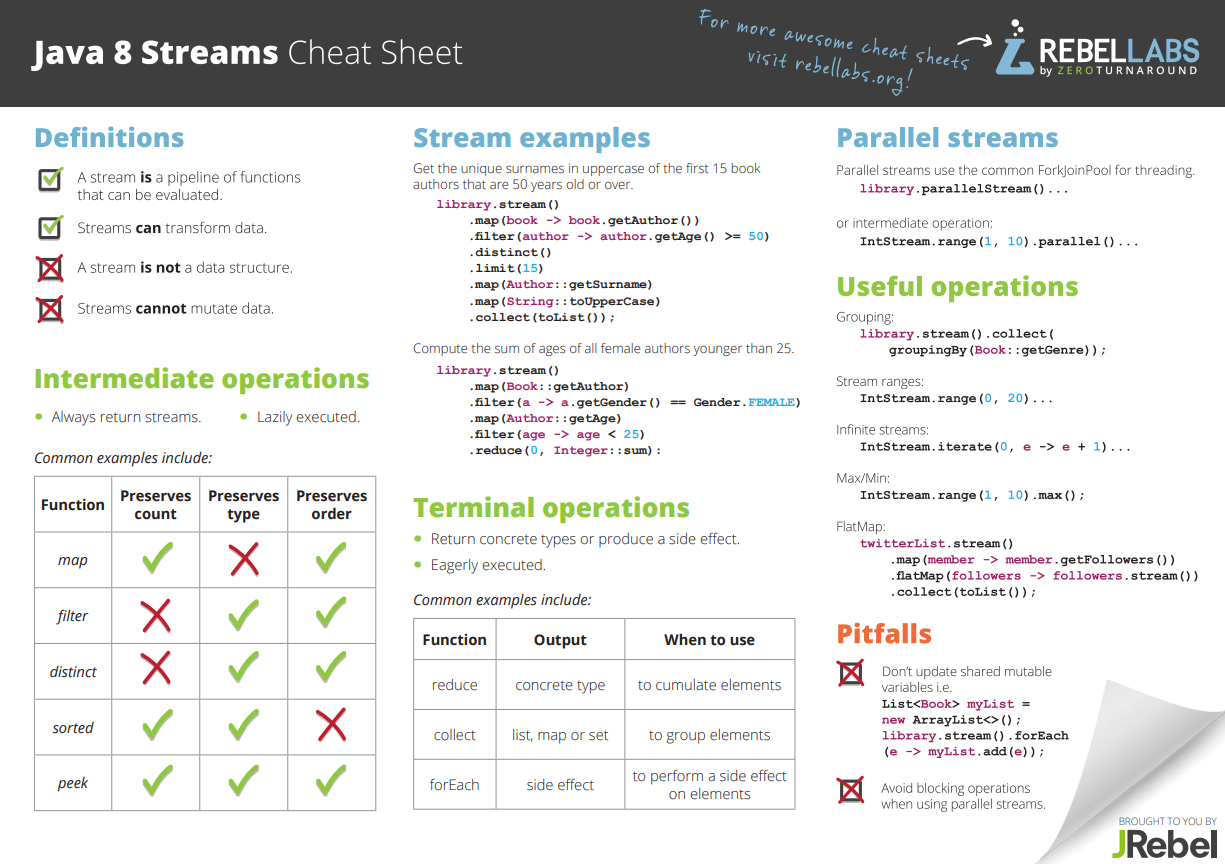 Java 8 Streams Cheat Sheet
For more awesome cheat sheets
visit rebellabs.org!
REBELLABS
by ZEROTURNAROUND
Definitions
A stream is a pipeline of functions
that can be evaluated.
Streams can transform data.
A stream is not a data structure.
Streams cannot mutate data.
Intermediate operations
Always return streams.
Lazily executed.
Common examples include:
Function Preserves count Preserves type Preserves order
map
filter
distinct
sorted
peek
Stream examples
Get the unique surnames in uppercase of the first 15 book
authors that are 50 years old or over.
library.stream()
.map(book -> book.getAuthor())
.filter(author -> author.getAge() >= 50)
.distinct()
.limit(15)
.map(Author::getSurname)
.map(String::toUpperCase)
.collect(toList());
Compute the sum of ages of all female authors younger than 25.
library.stream()
.map(Book::getAuthor)
.filter(a -> a.getGender() == Gender.FEMALE)
.map(Author::getAge)
.filter(age -> age < 25)
.reduce(0, Integer::sum):
Terminal operations
Return concrete types or produce a side effect.
Eagerly executed.
Common examples include:
Function Output When to use
reduce concrete type to cumulate elements
collect list, map or set to group elements
forEach side effect to perform a side effect
on elements
Parallel streams
Parallel streams use the common ForkJoinPool for threading.
library.parallelStream()...
or intermediate operation:
IntStream.range(1, 10).parallel()...
Useful operations
Grouping:
library.stream().collect(
groupingBy(Book::getGenre));
Stream ranges:
IntStream.range(0, 20)...
Infinite streams:
IntStream.iterate(0, e -> e + 1)...
Max/Min:
IntStream.range(1, 10).max();
FlatMap:
twitterList.stream()
.map(member -> member.getFollowers())
.flatMap(followers -> followers.stream())
.collect(toList());
Pitfalls
Don't update shared mutable
variables i.e.
List<Book> myList =
new ArrayList<>();
library.stream().forEach
(e -> myList.add(e));
Avoid blocking operations
when using parallel streams.
BROUGHT TO YOU BY
JRebel